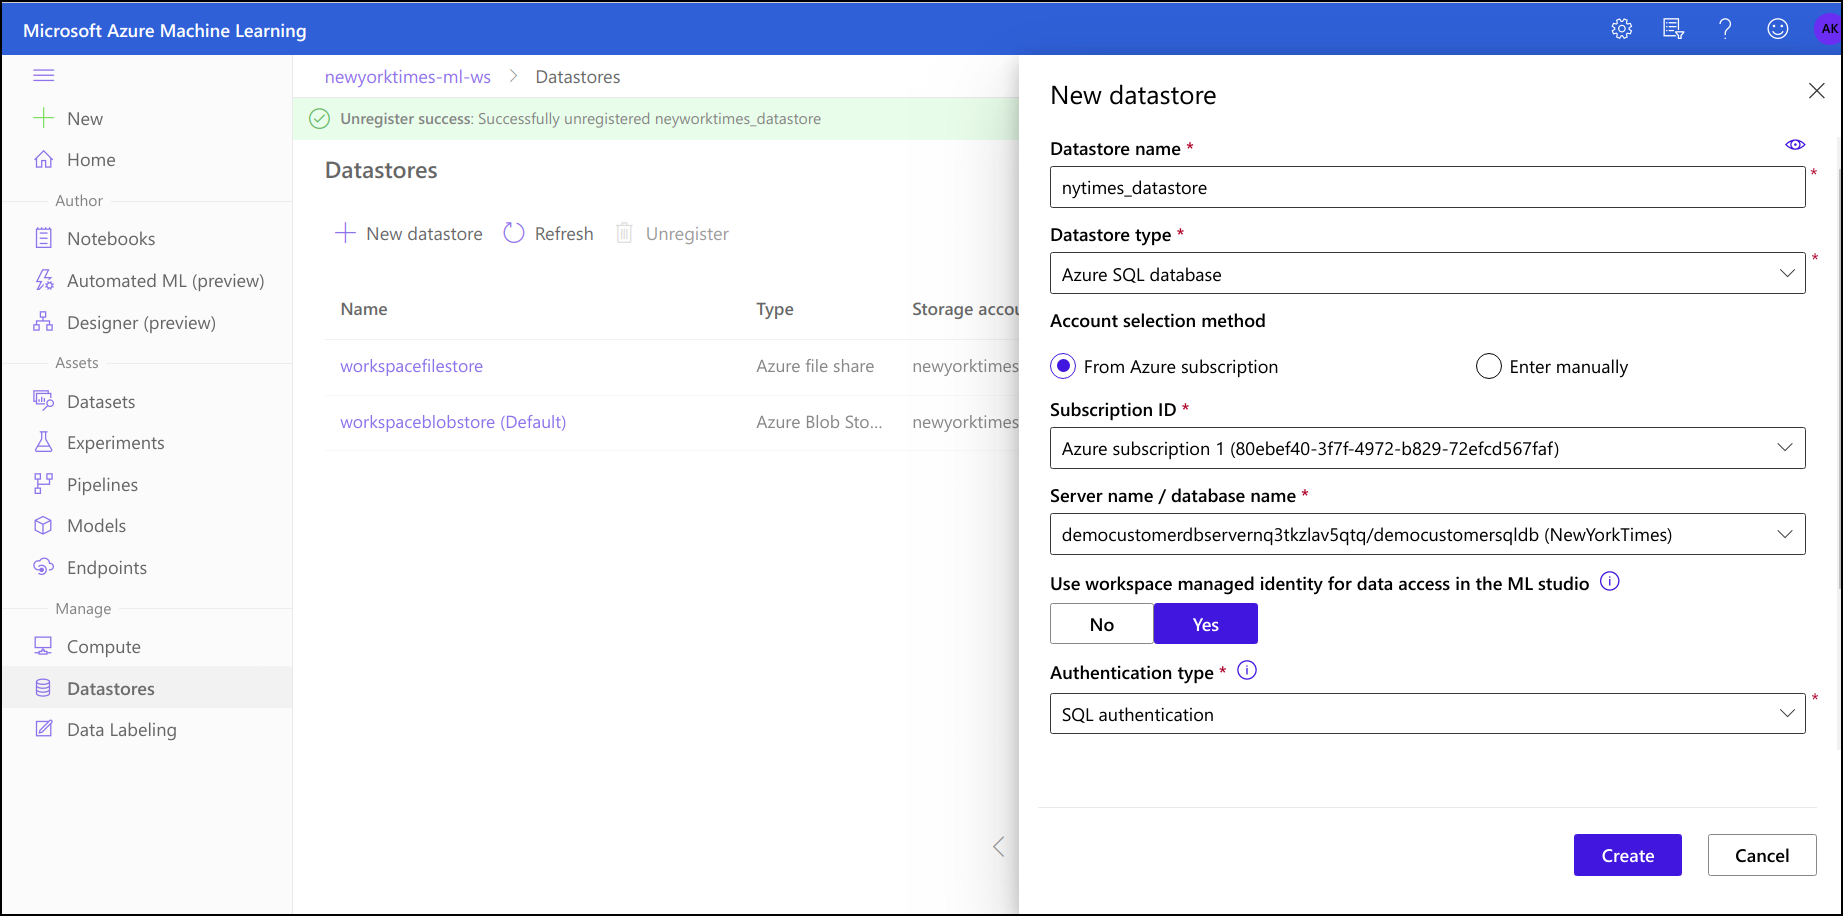 Microsoft Azure Machine Learning
AK
New
Home
Author
Notebooks
Automated ML (preview)
Designer (preview)
Assets
Datasets
Experiments
Pipelines
Models
Endpoints
Manage
Compute
Datastores
Data Labeling
newyorktimes-ml-ws > Datastores
Unregister success: Successfully unregistered neyworktimes_datastore
Datastores
New datastore Refresh Unregister
Name Type Storage accou
workspacefilestore Azure file share newyorktimes
workspaceblobstore (Default) Azure Blob Sto... newyorktimes
New datastore
Datastore name *
nytimes_datastore *
Datastore type *
Azure SQL database *
Account selection method
From Azure subscription Enter manually
Subscription ID *
Azure subscription 1 (80ebef40-3f7f-4972-b829-72efcd567faf)
Server name / database name *
democustomerdbservernq3tkzlav5qtq/democustomersqldb (NewYorkTimes)
Use workspace managed identity for data access in the ML studio
No Yes
Authentication type *
SQL authentication *
Create Cancel